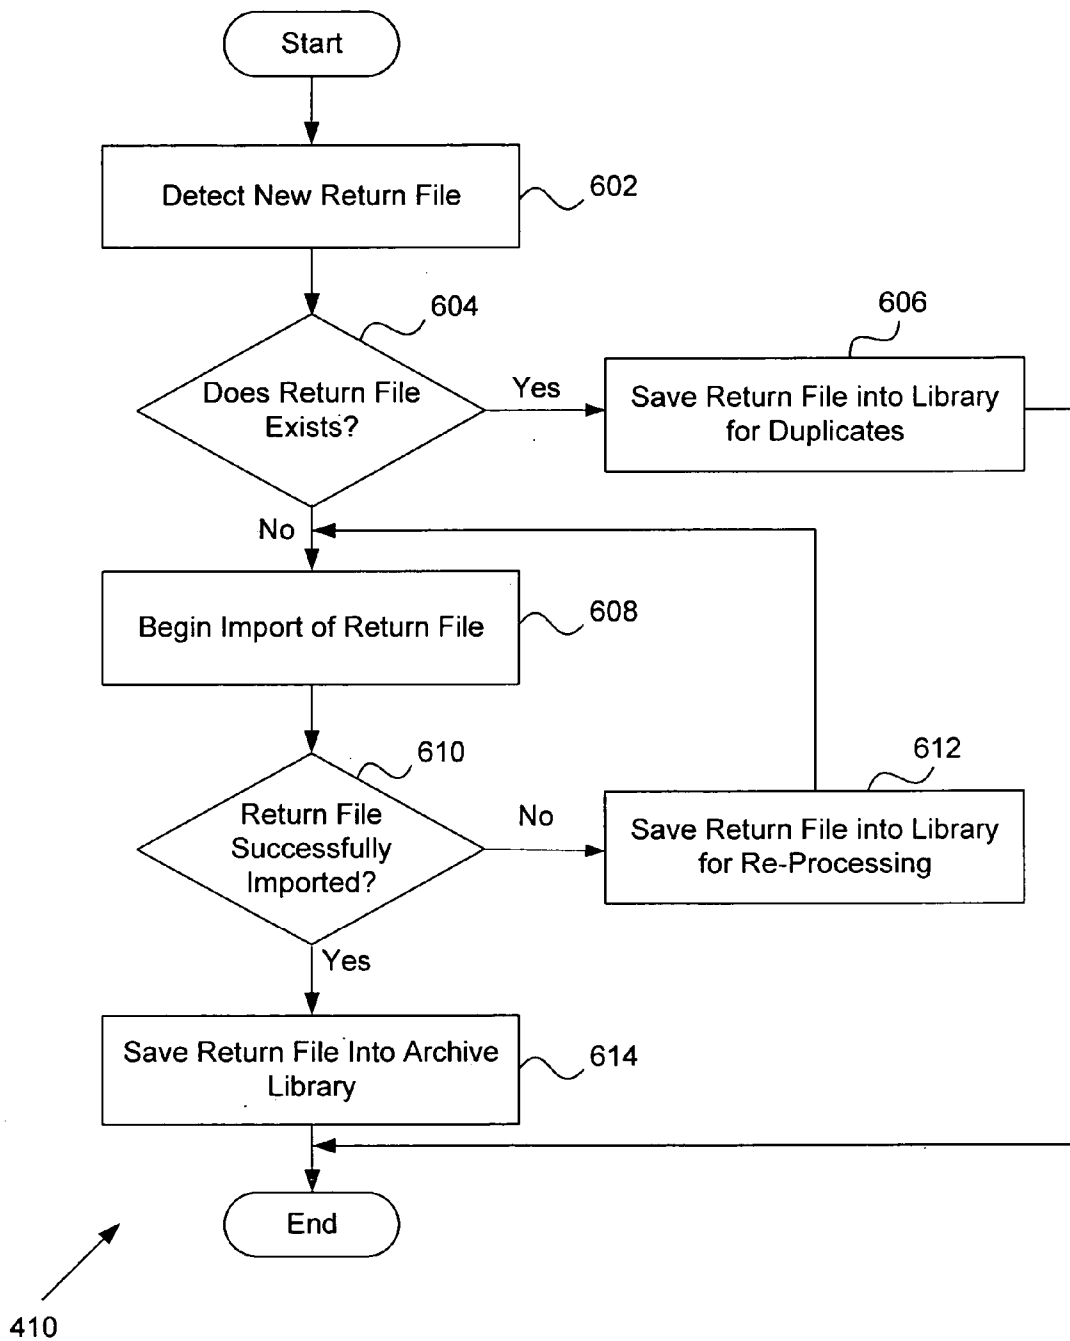 Start
Detect New Return File
602
604
Does Return File
Exists?
Yes
606
Save Return File into Library
for Duplicates
No
Begin Import of Return File
608
610
Return File
Successfully
Imported?
No
612
Save Return File into Library
for Re-Processing
Yes
Save Return File Into Archive
Library
614
End
410